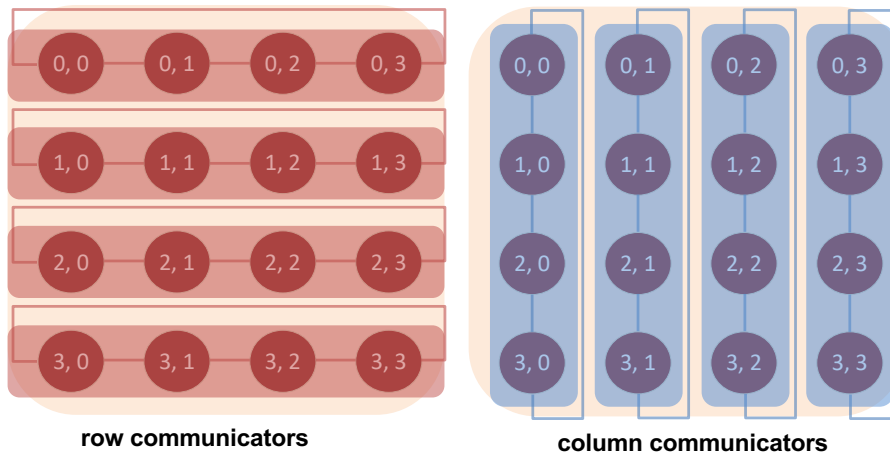 0, 0 0, 1 0, 2 0, 3
1, 0 1, 1 1, 2 1, 3
2, 0 2, 1 2, 2 2, 3
3, 0 3, 1 3, 2 3, 3
row communicators
0, 0 0, 1 0, 2 0, 3
1, 0 1, 1 1, 2 1, 3
2, 0 2, 1 2, 2 2, 3
3, 0 3, 1 3, 2 3, 3
column communicators